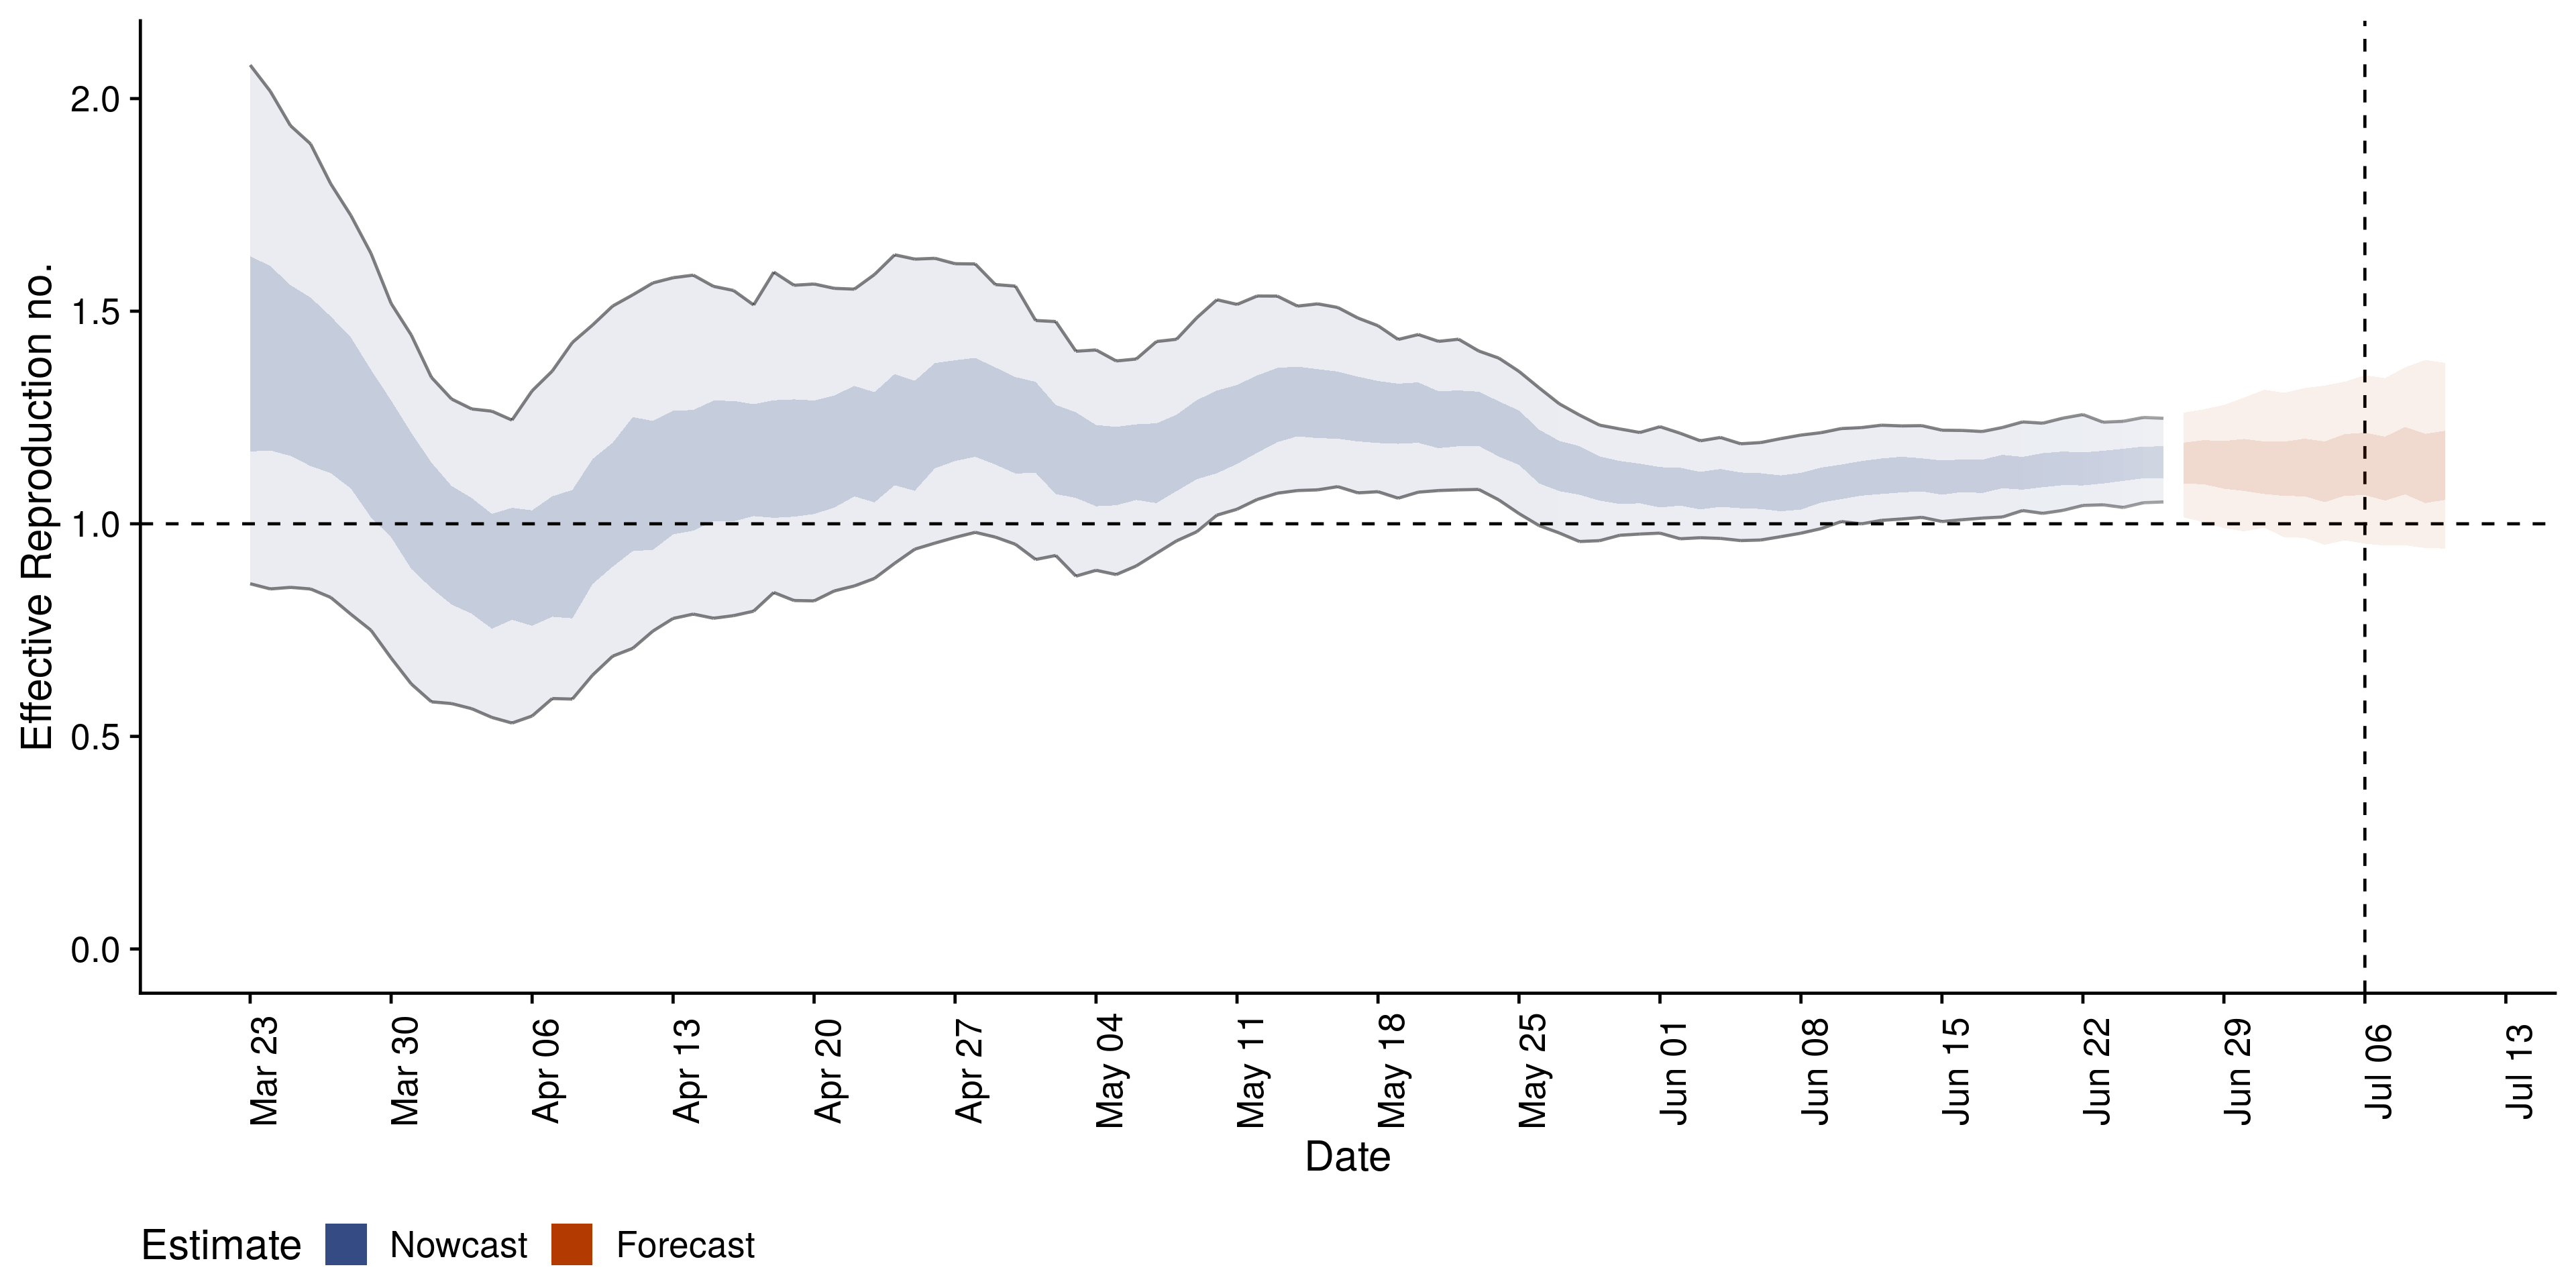 Effective Reproduction no.
2.0
1.5
1.0
0.5
0.0
Mar 23
Mar 30
Apr 06
Apr 13
Apr 20
Apr 27
May 04
May 11
May 18
May 25
Jun 01
Jun 08
Jun 15
Jun 22
Jun 29
Jul 06
Jul 13
Date
Estimate Nowcast Forecast